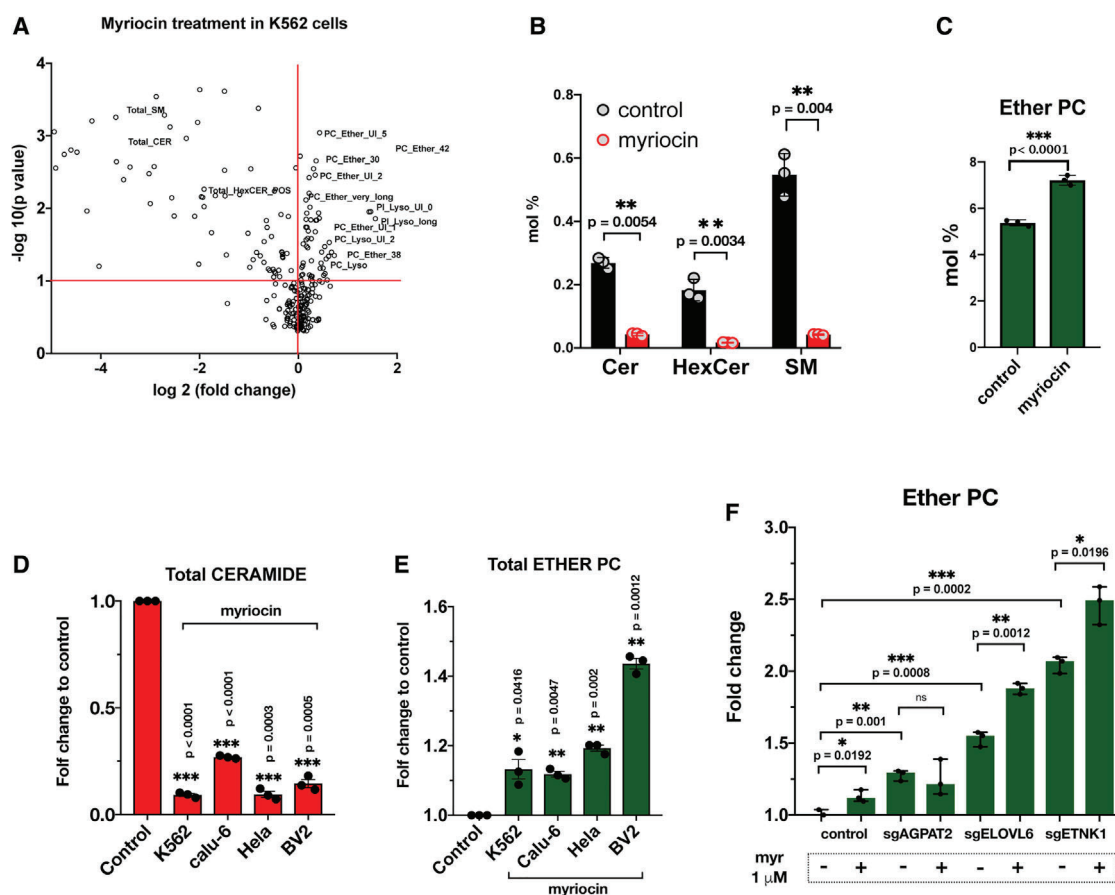 A
Myriocin treatment in K562 cells
-log 10(p value)
4
3
2
1
0
Total_SM
Total_CER
Total_HexCER_POS
PC_Ether_UI_5
PC_Ether_42
PC_Ether_30
PC_Ether_UI_2
PC_Ether_very_long
PI_Lyso_UI_0
PI_Lyso_long
PC_Ether_UI_1
PC_Lyso_UI_2
PC_Ether_38
PC_Lyso
-4
-2
0
2
log 2 (fold change)
B
mol %
0.8
0.6
0.4
0.2
0.0
control
myriocin
**
p = 0.0054
**
p = 0.0034
**
p = 0.004
Cer
HexCer
SM
C
Ether PC
***
p< 0.0001
mol %
8
6
4
2
0
control
myriocin
D
Total CERAMIDE
myriocin
Folf change to control
1.0
0.5
0.0
p < 0.0001
***
p < 0.0001
***
p = 0.0003
***
p = 0.0005
***
Control
K562
calu-6
Hela
BV2
E
Total ETHER PC
Folf change to control
1.6
1.4
1.2
1.0
p = 0.0416
*
p = 0.0047
**
p = 0.002
**
p = 0.0012
**
Control
K562
Calu-6
Hela
BV2
myriocin
F
Ether PC
Fold change
3.0
2.5
2.0
1.5
1.0
*
p = 0.0192
**
p = 0.001
***
p = 0.0008
***
p = 0.0002
ns
**
p = 0.0012
*
p = 0.0196
control
sgAGPAT2
sgELOVL6
sgETNK1
myr
1 μM
- + - + - + - +